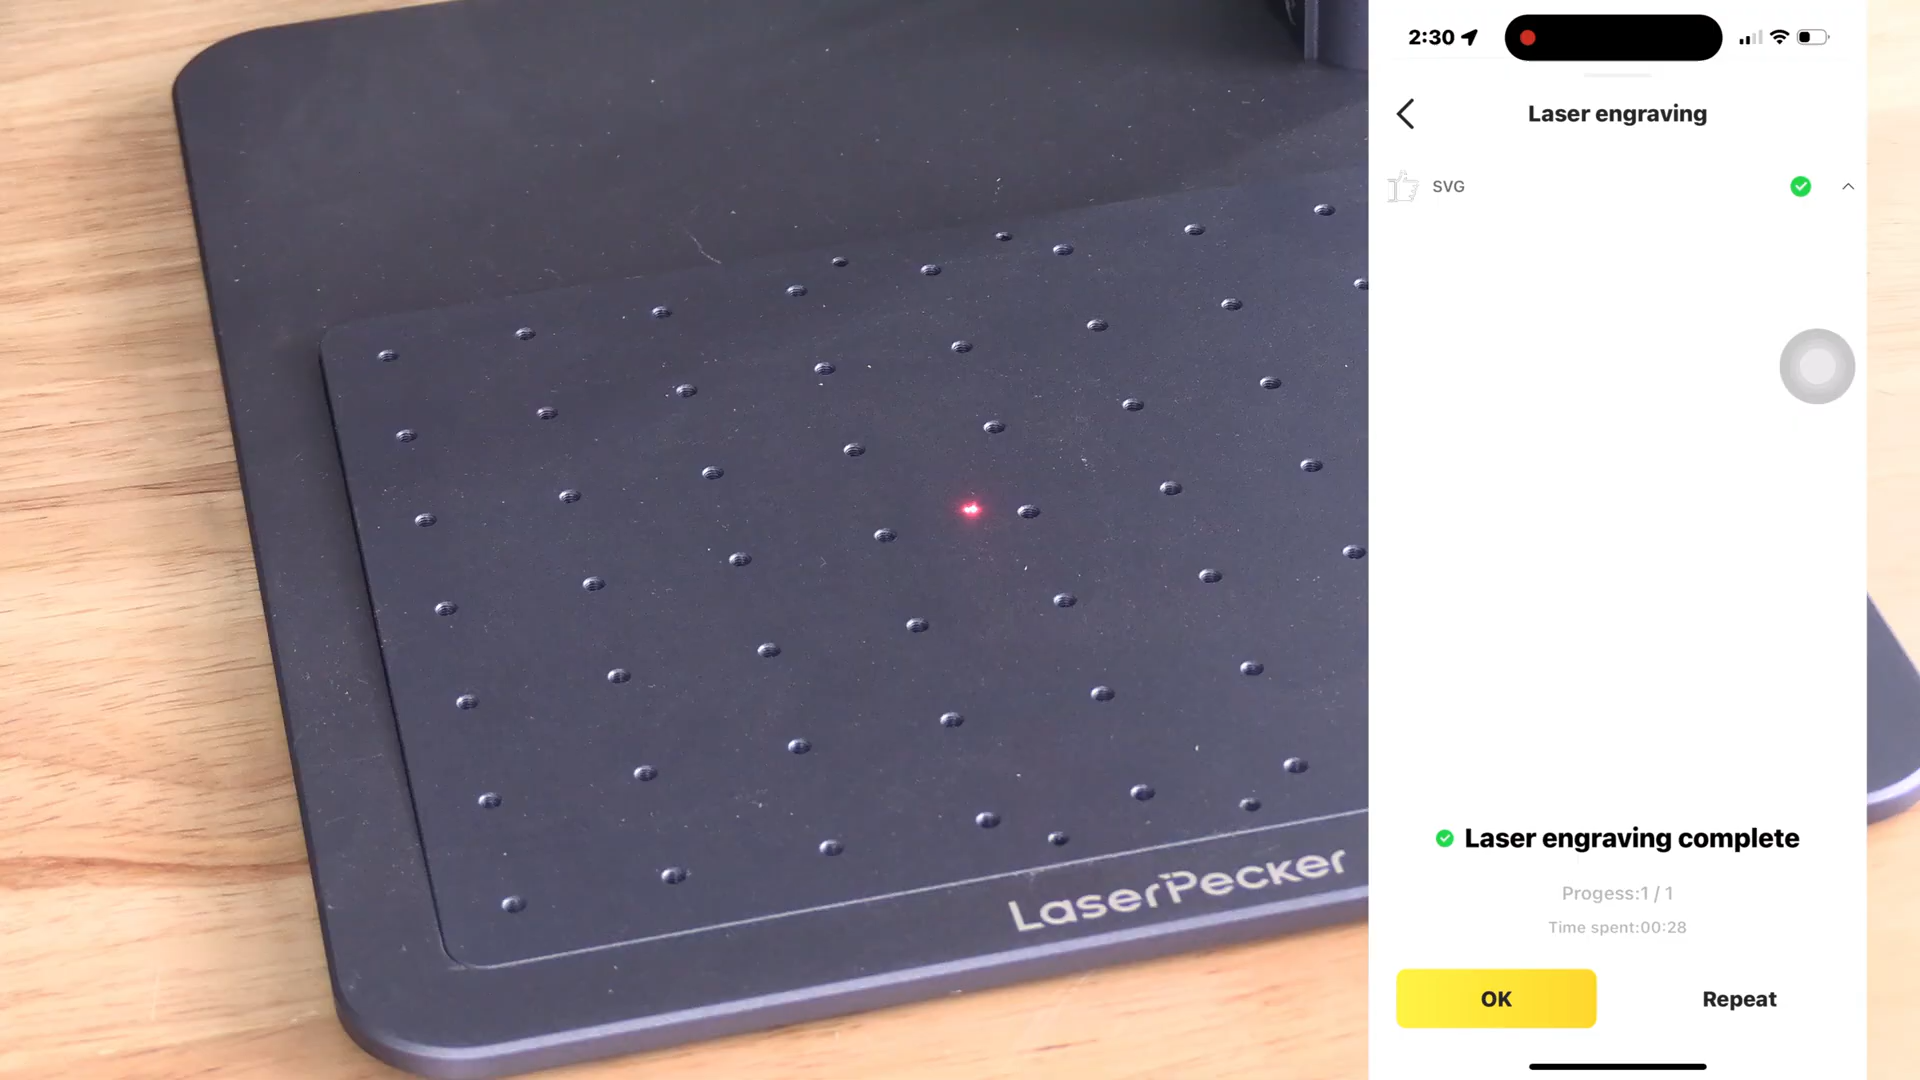 2:30
Laser engraving
SVG
LaserPecker
Laser engraving complete
Progess:1 / 1
Time spent:00:28
OK
Repeat